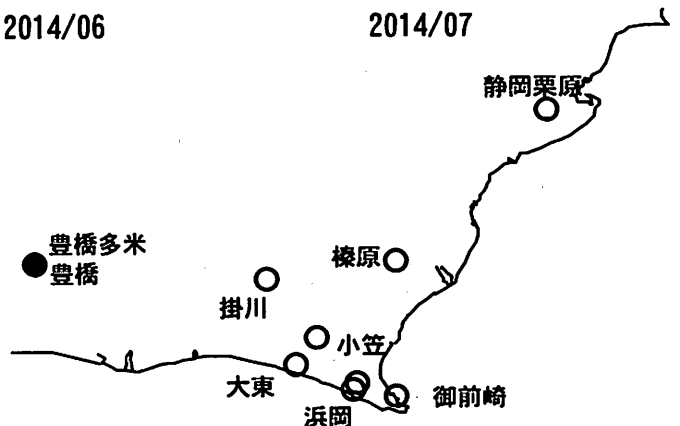 2014/06
2014/07
静岡栗原
豊橋多米
豊橋
榛原
掛川
小笠
大東
御前崎
浜岡